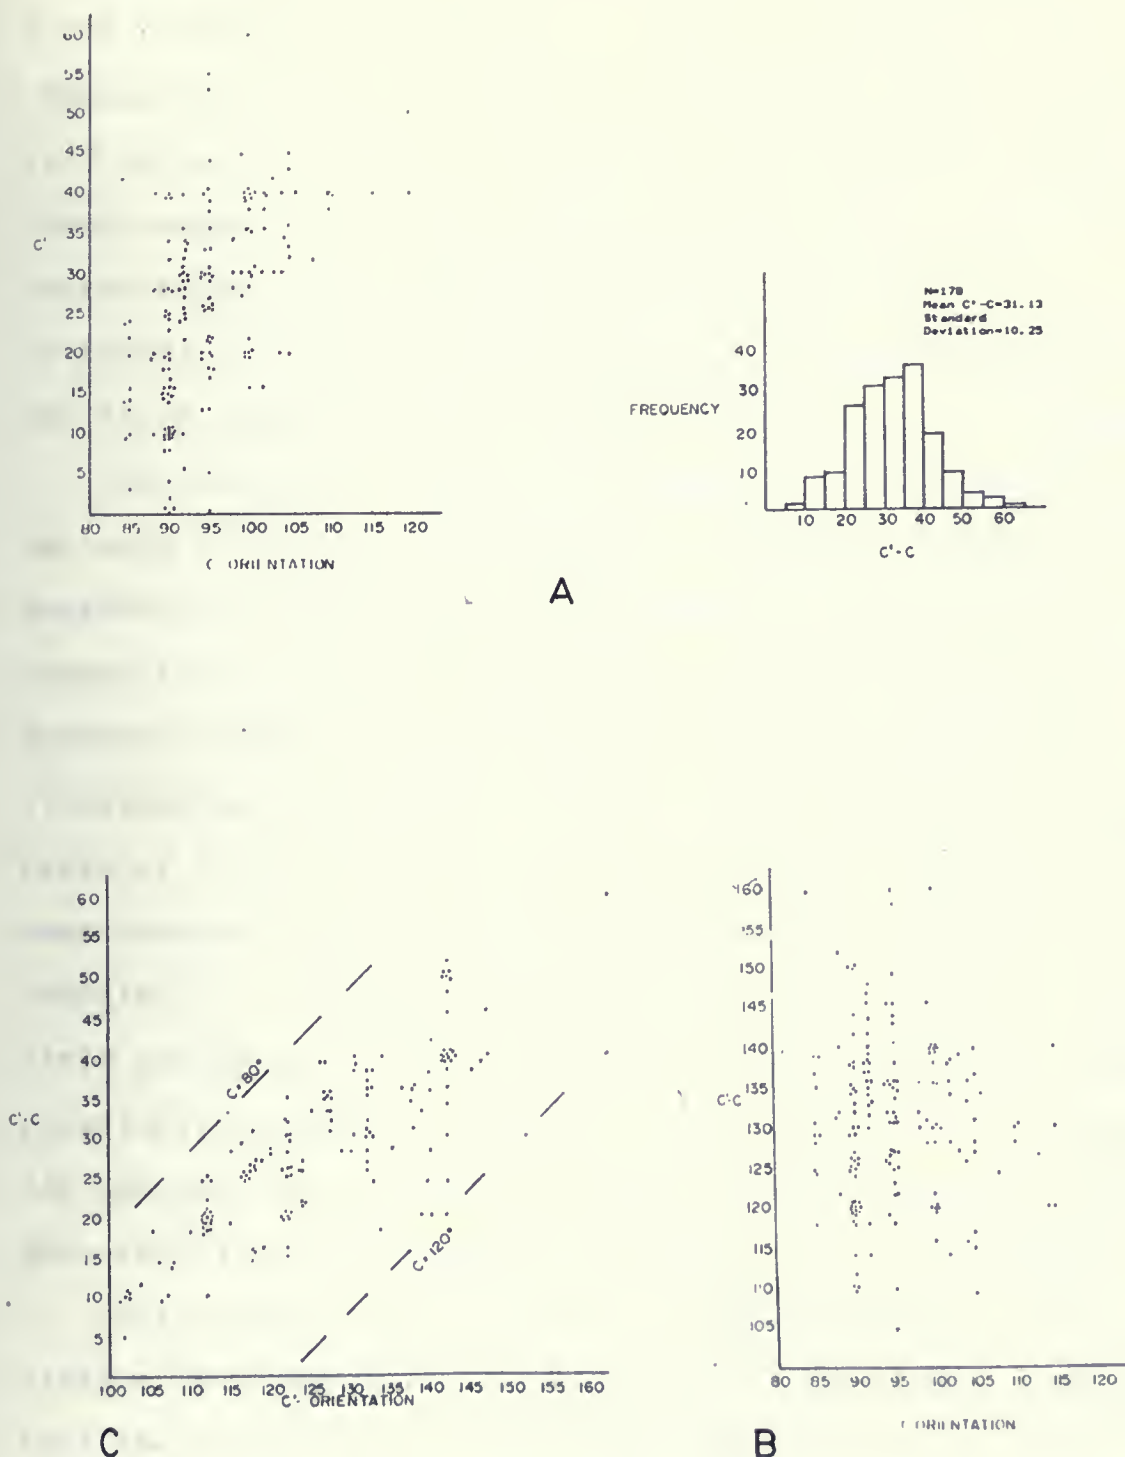 55
50
45
40
35
C'
30
25
20
15
10
5
80 85 90 95 100 105 110 115 120
C ORIENTATION
N=178
Mean C'-C=31.13
Standard
Deviation=10.25
40
30
FREQUENCY
20
10
10 20 30 40 50 60
C'-C
A
60
55
50
45
40
35
C'-C
30
25
20
15
10
5
C=80°
C=120°
100 105 110 115 120 125 130 135 140 145 150 155 160
C'- ORIENTATION
C
160
155
150
145
140
135
C'-C
130
125
120
115
110
105
80 85 90 95 100 105 110 115 120
C ORIENTATION
B